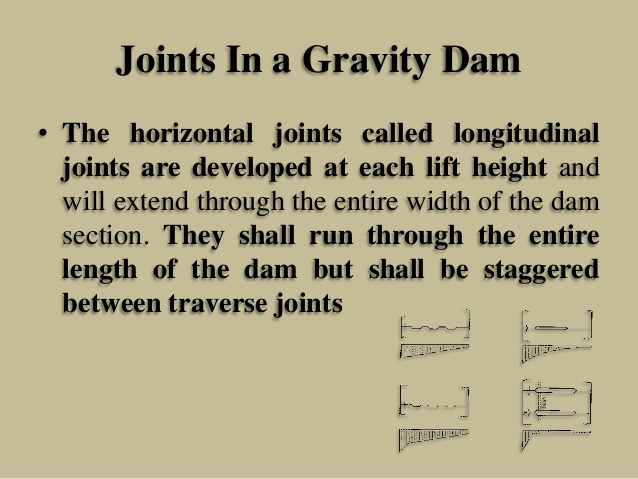 Joints In a Gravity Dam
• The horizontal joints called longitudinal
joints are developed at each lift height and
will extend through the entire width of the dam
section. They shall run through the entire
length of the dam but shall be staggered
between traverse joints